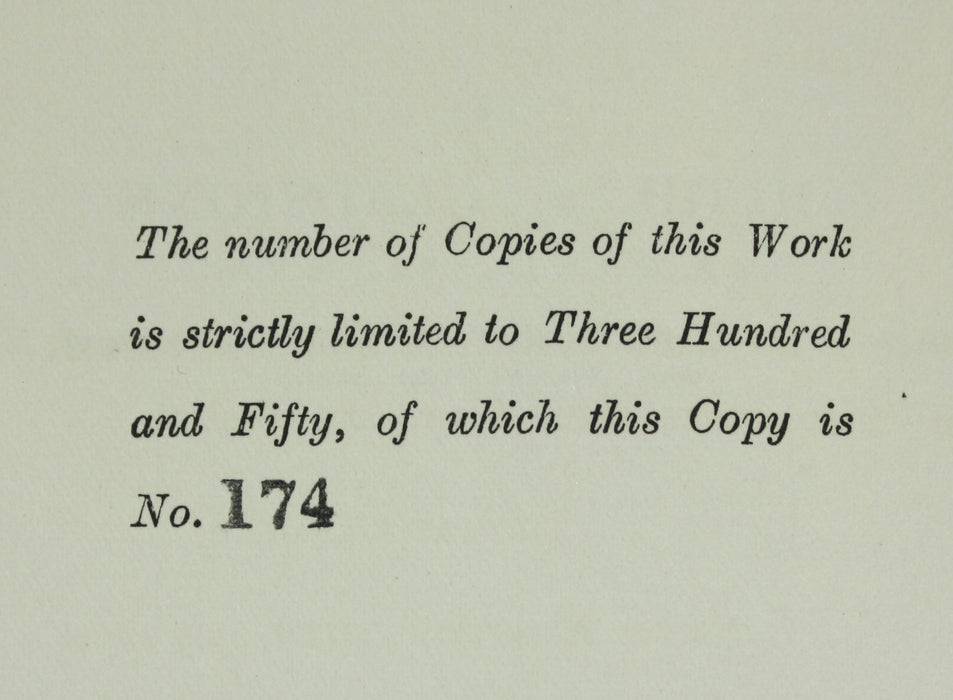 The number of Copies of this Work
is strictly limited to Three Hundred
and Fifty, of which this Copy is
No. 174